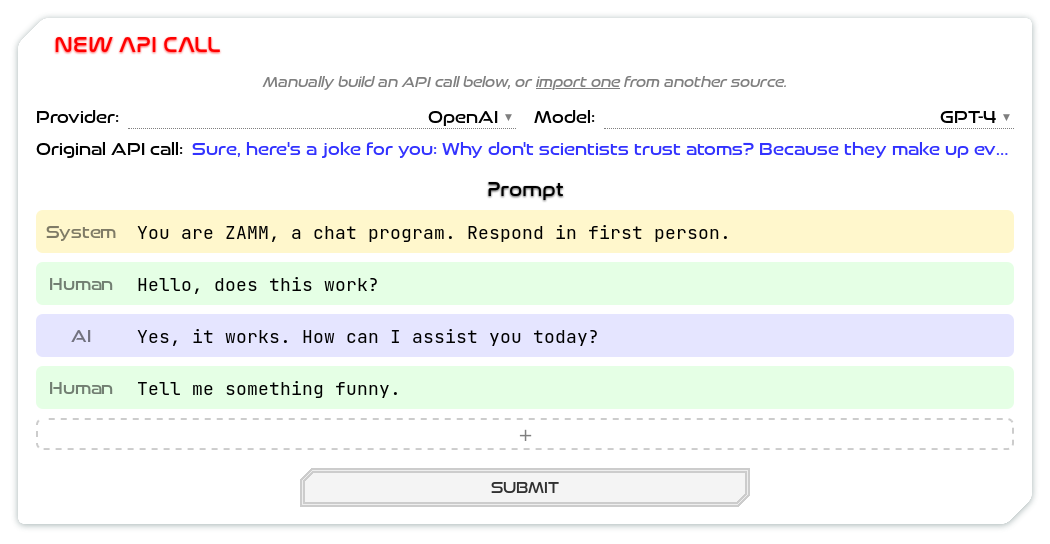 NEW API CALL
Manually build an API call below, or import one from another source.
Provider: OpenAI ▾ Model: GPT-4 ▾
Original API call: Sure, here's a joke for you: Why don't scientists trust atoms? Because they make up ev...
Prompt
System You are ZAMM, a chat program. Respond in first person.
Human Hello, does this work?
AI Yes, it works. How can I assist you today?
Human Tell me something funny.
+
SUBMIT